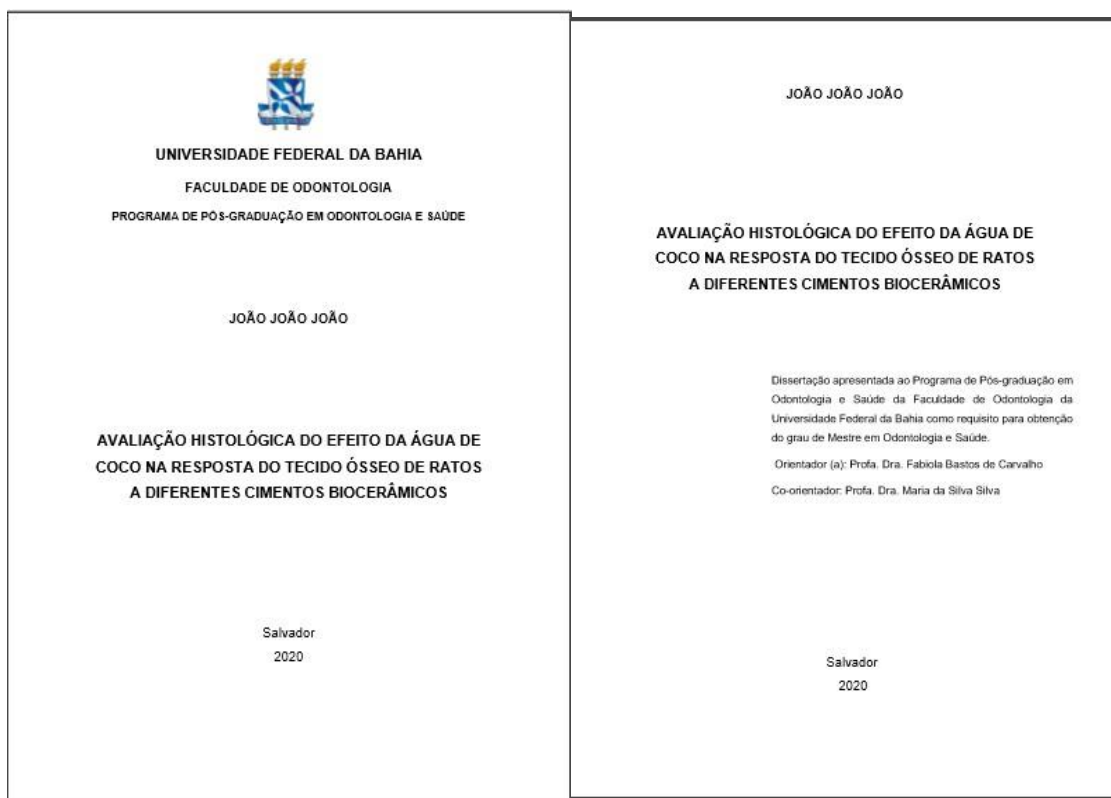 UNIVERSIDADE FEDERAL DA BAHIA
FACULDADE DE ODONTOLOGIA
PROGRAMA DE PÓS-GRADUAÇÃO EM ODONTOLOGIA E SAÚDE
JOÃO JOÃO JOÃO
AVALIAÇÃO HISTOLÓGICA DO EFEITO DA ÁGUA DE
COCO NA RESPOSTA DO TECIDO ÓSSEO DE RATOS
A DIFERENTES CIMENTOS BIOCERÂMICOS
Salvador
2020
JOÃO JOÃO JOÃO
AVALIAÇÃO HISTOLÓGICA DO EFEITO DA ÁGUA DE
COCO NA RESPOSTA DO TECIDO ÓSSEO DE RATOS
A DIFERENTES CIMENTOS BIOCERÂMICOS
Dissertação apresentada ao Programa de Pós-graduação em
Odontologia e Saúde da Faculdade de Odontologia da
Universidade Federal da Bahia como requisito para obtenção
do grau de Mestre em Odontologia e Saúde.
Orientador (a): Profa. Dra. Fabiola Bastos de Carvalho
Co-orientador: Profa. Dra. Maria da Silva Silva
Salvador
2020